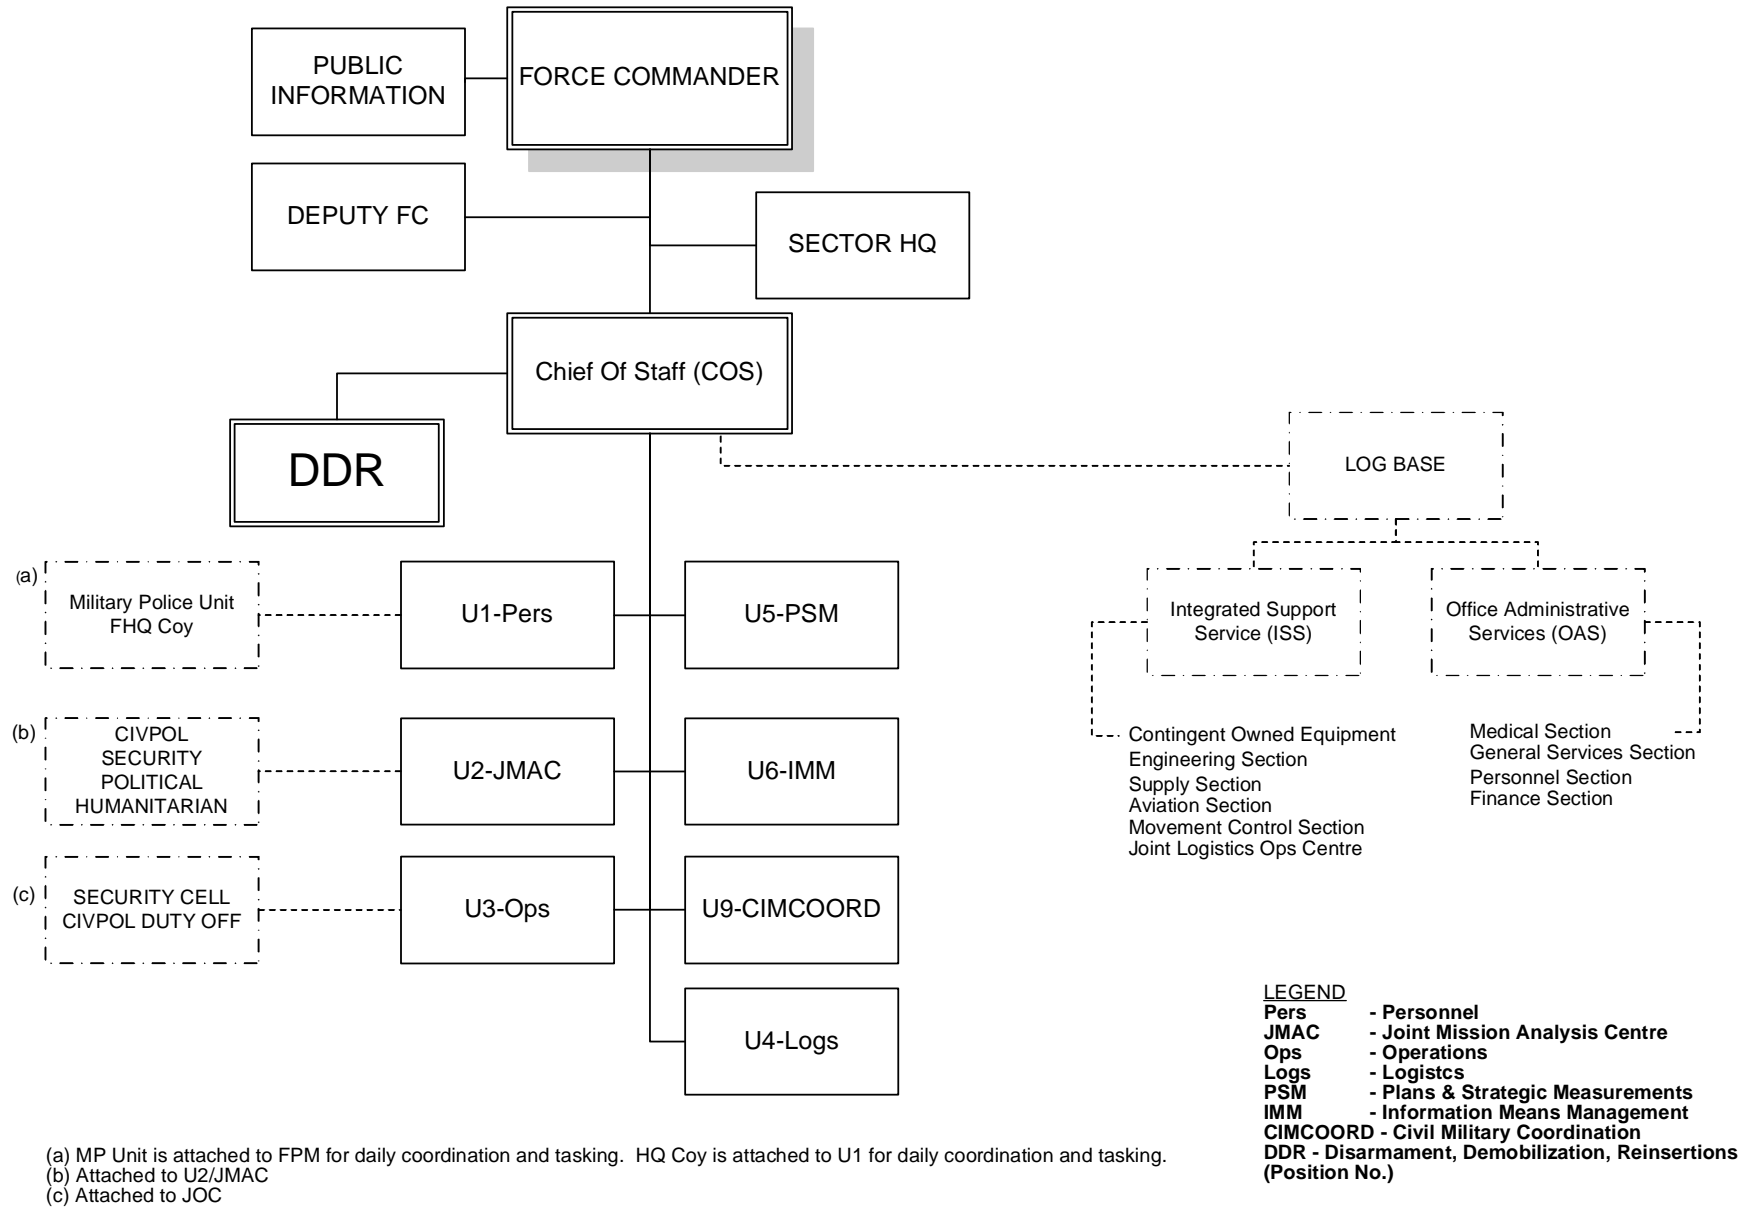 PUBLIC
INFORMATION
FORCE COMMANDER
DEPUTY FC
SECTOR HQ
Chief Of Staff (COS)
DDR
LOG BASE
(a)
Military Police Unit
FHQ Coy
U1-Pers
U5-PSM
Integrated Support
Service (ISS)
Office Administrative
Services (OAS)
(b)
CIVPOL
SECURITY
POLITICAL
HUMANITARIAN
U2-JMAC
U6-IMM
Contingent Owned Equipment
Engineering Section
Supply Section
Aviation Section
Movement Control Section
Joint Logistics Ops Centre
Medical Section
General Services Section
Personnel Section
Finance Section
(c)
SECURITY CELL
CIVPOL DUTY OFF
U3-Ops
U9-CIMCOORD
U4-Logs
LEGEND
Pers - Personnel
JMAC - Joint Mission Analysis Centre
Ops - Operations
Logs - Logistcs
PSM - Plans & Strategic Measurements
IMM - Information Means Management
CIMCOORD - Civil Military Coordination
DDR - Disarmament, Demobilization, Reinsertions
(Position No.)
(a) MP Unit is attached to FPM for daily coordination and tasking. HQ Coy is attached to U1 for daily coordination and tasking.
(b) Attached to U2/JMAC
(c) Attached to JOC